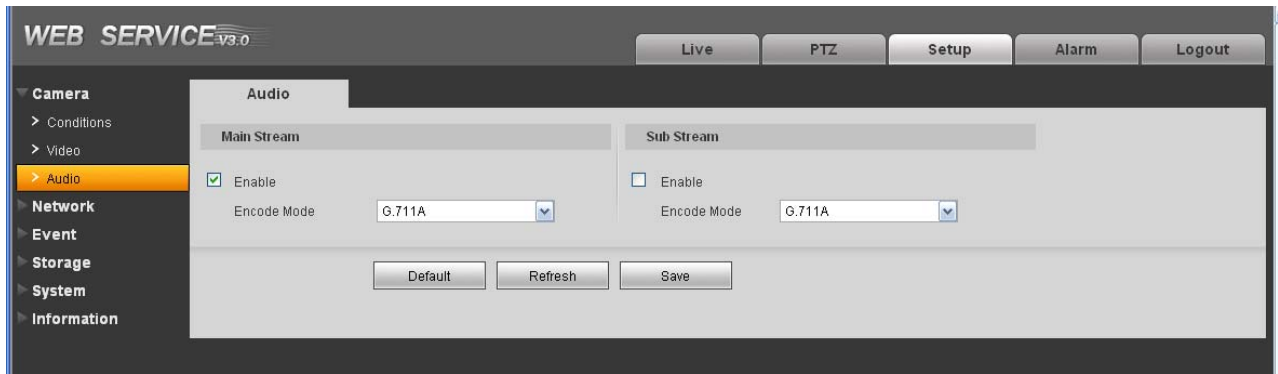 WEB SERVICE V3.0
Live PTZ Setup Alarm Logout
Camera
> Conditions
> Video
> Audio
Network
Event
Storage
System
Information
Audio
Main Stream
Enable
Encode Mode G.711A
Sub Stream
Enable
Encode Mode G.711A
Default Refresh Save